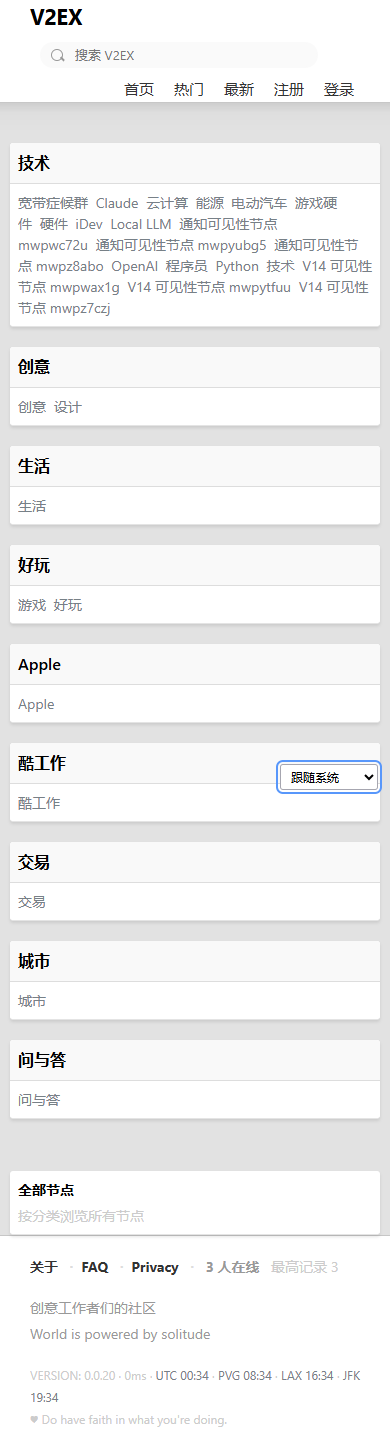 V2EX
搜索 V2EX
首页 热门 最新 注册 登录
技术
宽带症候群 Claude 云计算 能源 电动汽车 游戏硬
件 硬件 iDev Local LLM 通知可见性节点
mwpwc72u 通知可见性节点 mwpyubg5 通知可见性节
点 mwpz8abo OpenAI 程序员 Python 技术 V14 可见性
节点 mwpwax1g V14 可见性节点 mwpytfuu V14 可见性
节点 mwpz7czj
创意
创意 设计
生活
生活
好玩
游戏 好玩
Apple
Apple
酷工作
跟随系统
酷工作
交易
交易
城市
城市
问与答
问与答
全部节点
按分类浏览所有节点
关于 · FAQ · Privacy · 3 人在线 最高记录 3
创意工作者们的社区
World is powered by solitude
VERSION: 0.0.20 · 0ms · UTC 00:34 · PVG 08:34 · LAX 16:34 · JFK
19:34
♥ Do have faith in what you're doing.